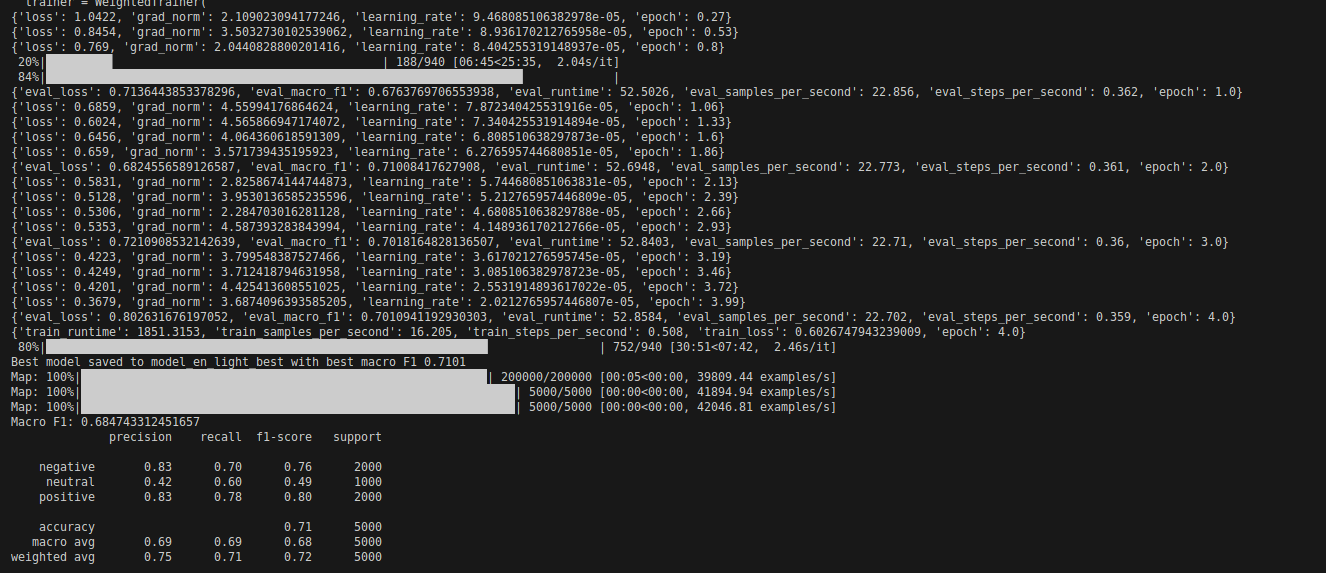 trainer = WeightedTrainer(
{'loss': 1.0422, 'grad_norm': 2.109023094177246, 'learning_rate': 9.468085106382978e-05, 'epoch': 0.27}
{'loss': 0.8454, 'grad_norm': 3.5032730102539062, 'learning_rate': 8.936170212765958e-05, 'epoch': 0.53}
{'loss': 0.769, 'grad_norm': 2.0440828800201416, 'learning_rate': 8.404255319148937e-05, 'epoch': 0.8}
20%| | 188/940 [06:45<25:35, 2.04s/it]
84%| |
{'eval_loss': 0.7136443853378296, 'eval_macro_f1': 0.6763769706553938, 'eval_runtime': 52.5026, 'eval_samples_per_second': 22.856, 'eval_steps_per_second': 0.362, 'epoch': 1.0}
{'loss': 0.6859, 'grad_norm': 4.55994176864624, 'learning_rate': 7.872340425531916e-05, 'epoch': 1.06}
{'loss': 0.6024, 'grad_norm': 4.565866947174072, 'learning_rate': 7.340425531914894e-05, 'epoch': 1.33}
{'loss': 0.6456, 'grad_norm': 4.064360618591309, 'learning_rate': 6.808510638297873e-05, 'epoch': 1.6}
{'loss': 0.659, 'grad_norm': 3.571739435195923, 'learning_rate': 6.276595744680851e-05, 'epoch': 1.86}
{'eval_loss': 0.6824556589126587, 'eval_macro_f1': 0.71008417627908, 'eval_runtime': 52.6948, 'eval_samples_per_second': 22.773, 'eval_steps_per_second': 0.361, 'epoch': 2.0}
{'loss': 0.5831, 'grad_norm': 2.8258674144744873, 'learning_rate': 5.744680851063831e-05, 'epoch': 2.13}
{'loss': 0.5128, 'grad_norm': 3.9530136585235596, 'learning_rate': 5.212765957446809e-05, 'epoch': 2.39}
{'loss': 0.5306, 'grad_norm': 2.284703016281128, 'learning_rate': 4.680851063829788e-05, 'epoch': 2.66}
{'loss': 0.5353, 'grad_norm': 4.587393283843994, 'learning_rate': 4.148936170212766e-05, 'epoch': 2.93}
{'eval_loss': 0.7210908532142639, 'eval_macro_f1': 0.7018164828136507, 'eval_runtime': 52.8403, 'eval_samples_per_second': 22.71, 'eval_steps_per_second': 0.36, 'epoch': 3.0}
{'loss': 0.4223, 'grad_norm': 3.799548387527466, 'learning_rate': 3.617021276595745e-05, 'epoch': 3.19}
{'loss': 0.4249, 'grad_norm': 3.712418794631958, 'learning_rate': 3.085106382978723e-05, 'epoch': 3.46}
{'loss': 0.4201, 'grad_norm': 4.425413608551025, 'learning_rate': 2.5531914893617022e-05, 'epoch': 3.72}
{'loss': 0.3679, 'grad_norm': 3.6874096393585205, 'learning_rate': 2.0212765957446807e-05, 'epoch': 3.99}
{'eval_loss': 0.802631676197052, 'eval_macro_f1': 0.7010941192930303, 'eval_runtime': 52.8584, 'eval_samples_per_second': 22.702, 'eval_steps_per_second': 0.359, 'epoch': 4.0}
{'train_runtime': 1851.3153, 'train_samples_per_second': 16.205, 'train_steps_per_second': 0.508, 'train_loss': 0.6026747943239009, 'epoch': 4.0}
80%| | 752/940 [30:51<07:42, 2.46s/it]
Best model saved to model_en_light_best with best macro F1 0.7101
Map: 100%| | 200000/200000 [00:05<00:00, 39809.44 examples/s]
Map: 100%| | 5000/5000 [00:00<00:00, 41894.94 examples/s]
Map: 100%| | 5000/5000 [00:00<00:00, 42046.81 examples/s]
Macro F1: 0.684743312451657
precision recall f1-score support
negative 0.83 0.70 0.76 2000
neutral 0.42 0.60 0.49 1000
positive 0.83 0.78 0.80 2000
accuracy 0.71 5000
macro avg 0.69 0.69 0.68 5000
weighted avg 0.75 0.71 0.72 5000